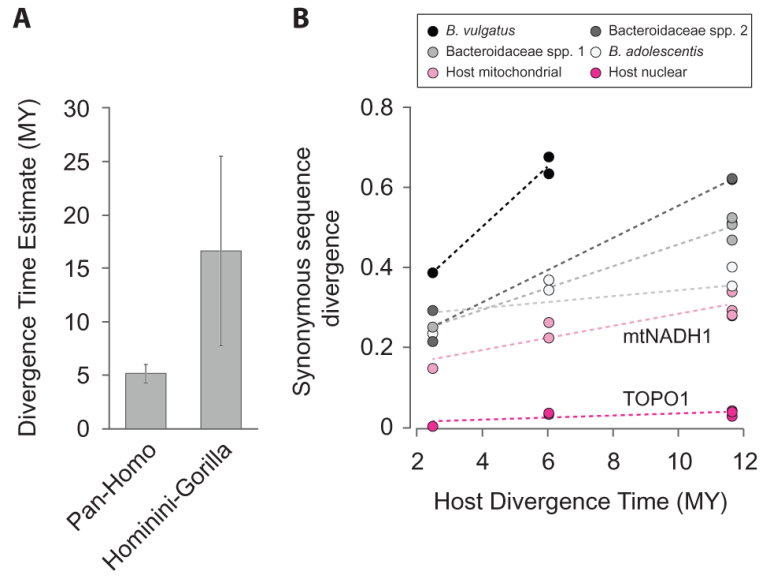 A
Divergence Time Estimate (MY)
30
25
20
15
10
5
0
Pan-Homo
Hominini-Gorilla
B
B. vulgatus
Bacteroidaceae spp. 2
Bacteroidaceae spp. 1
B. adolescentis
Host mitochondrial
Host nuclear
Synonymous sequence
divergence
0.8
0.6
0.4
0.2
0
mtNADH1
TOPO1
2 4 6 8 10 12
Host Divergence Time (MY)